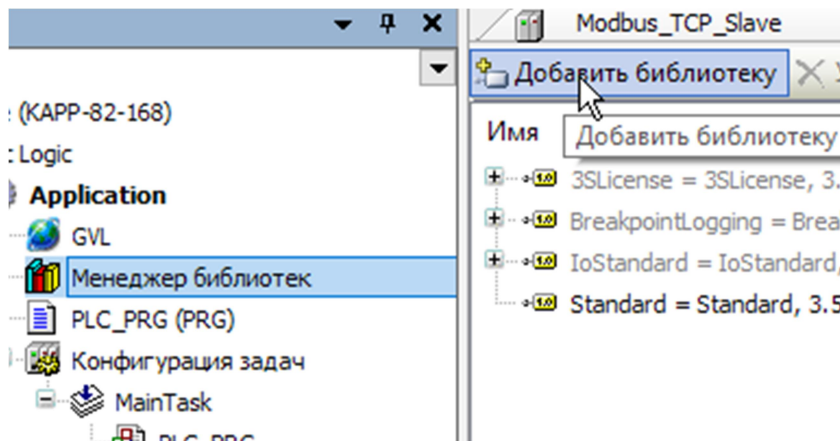 Modbus_TCP_Slave
Добавить библиотеку
(KAPP-82-168)
Logic
Application
GVL
Менеджер библиотек
PLC_PRG (PRG)
Конфигурация задач
MainTask
PLC_PRG
Имя
Добавить библиотеку
3SLicense = 3SLicense, 3.
BreakpointLogging = Brea
IoStandard = IoStandard,
Standard = Standard, 3.5